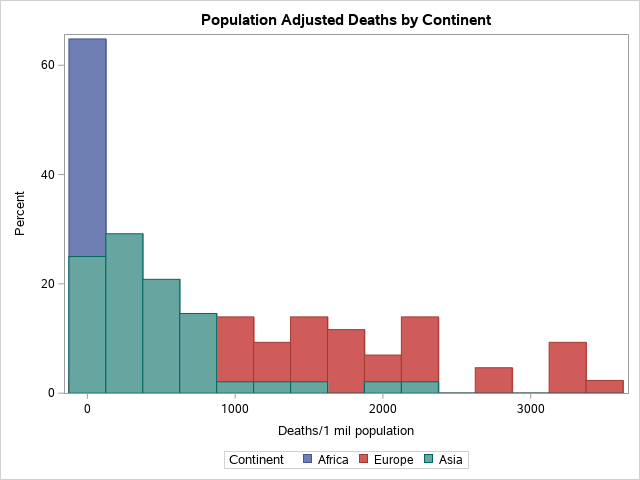 Population Adjusted Deaths by Continent
60
40
20
0
Percent
0 1000 2000 3000
Deaths/1 mil population
Continent Africa Europe Asia